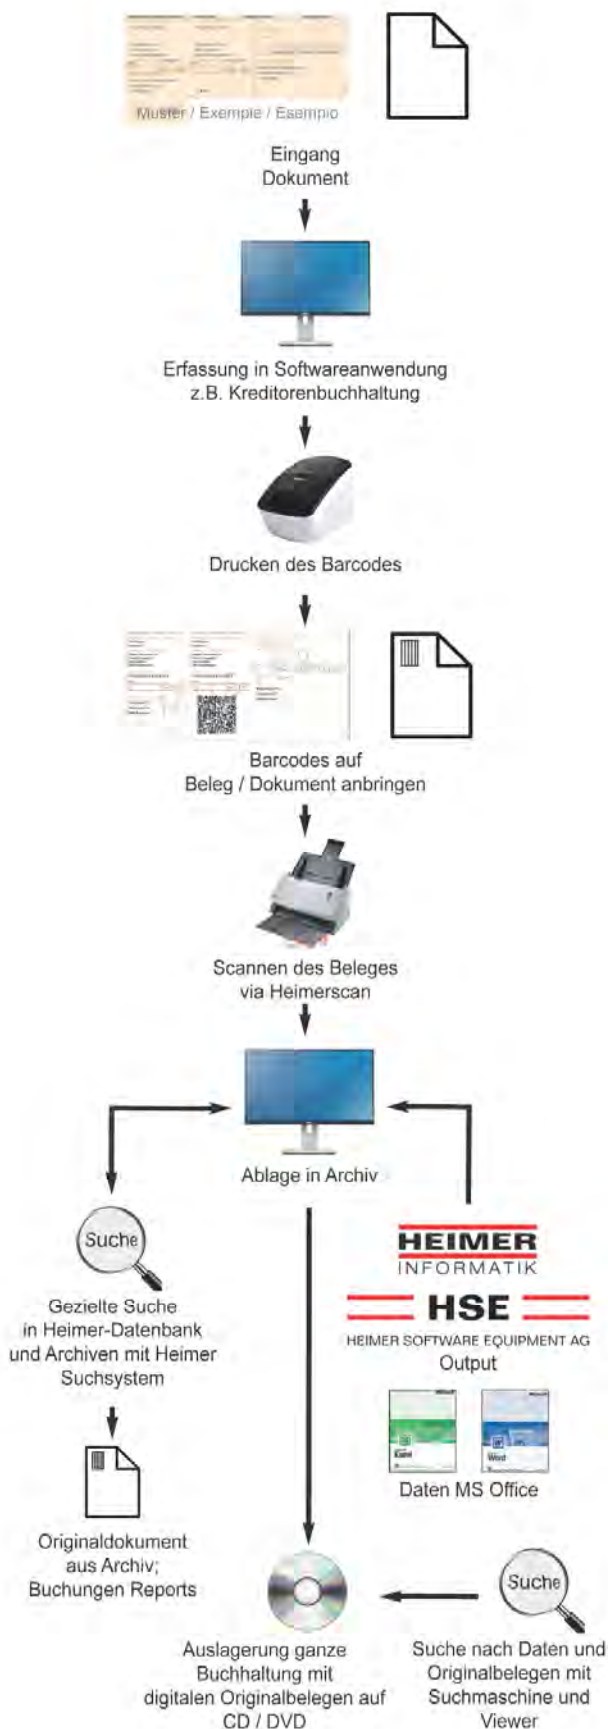 Muster / Exemple / Esempio
Eingang
Dokument
Erfassung in Softwareanwendung
z.B. Kreditorenbuchhaltung
Drucken des Barcodes
Barcodes auf
Beleg / Dokument anbringen
Scannen des Beleges
via Heimerscan
Ablage in Archiv
Suche
Gezielte Suche
in Heimer-Datenbank
und Archiven mit Heimer
Suchsystem
Originaldokument
aus Archiv;
Buchungen Reports
HEIMER
INFORMATIK
HSE
HEIMER SOFTWARE EQUIPMENT AG
Output
Word
Daten MS Office
Auslagerung ganze
Buchhaltung mit
digitalen Originalbelegen auf
CD / DVD
Suche
Suche nach Daten und
Originalbelegen mit
Suchmaschine und
Viewer